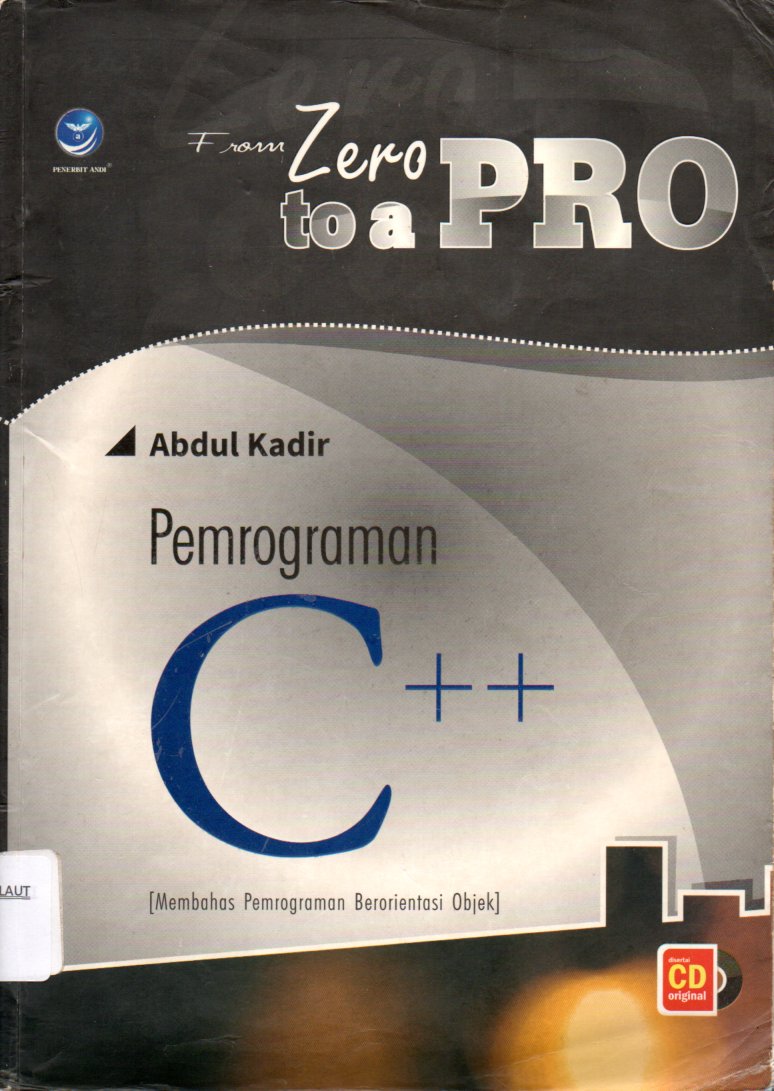 From Zero
to a PRO
a
PENERBIT ANDI®
Abdul Kadir
Pemrograman
C++
[Membahas Pemrograman Berorientasi Objek]
LAUT
disertai
CD
original